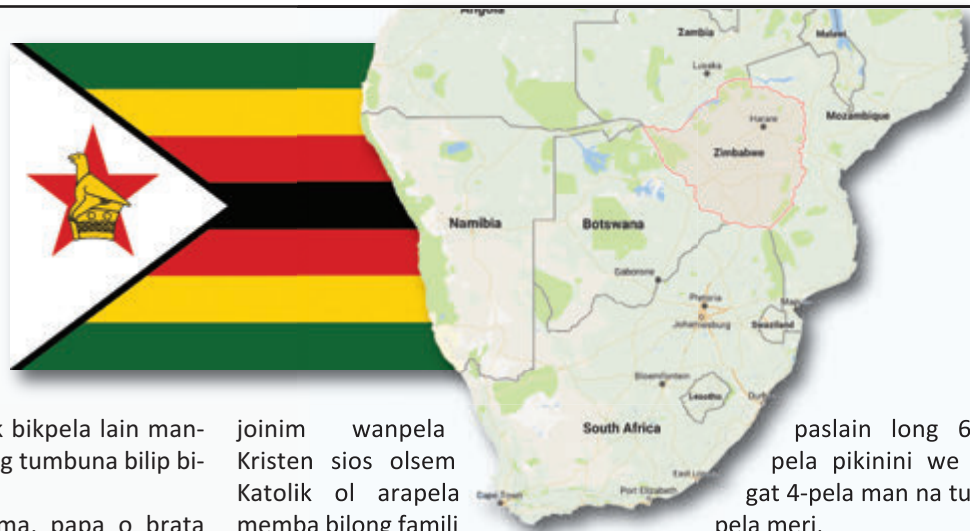 Angola
Zambia
Malawi
Lusaka
Mozambique
Harare
Zimbabwe
Namibia
Botswana
Gaborone
Pretoria
Johannesburg
Swaziland
Bloemfontein
Lesotho
South Africa
Cape Town
Port Elizabeth
k bikpela lain man-
g tumbuna bilip bi-
ma, papa o brata
joinim wanpela
Kristen sios olsem
Katolik ol arapela
memba bilong famili
paslain long 6
pela pikinini we
gat 4-pela man na tu
pela meri.